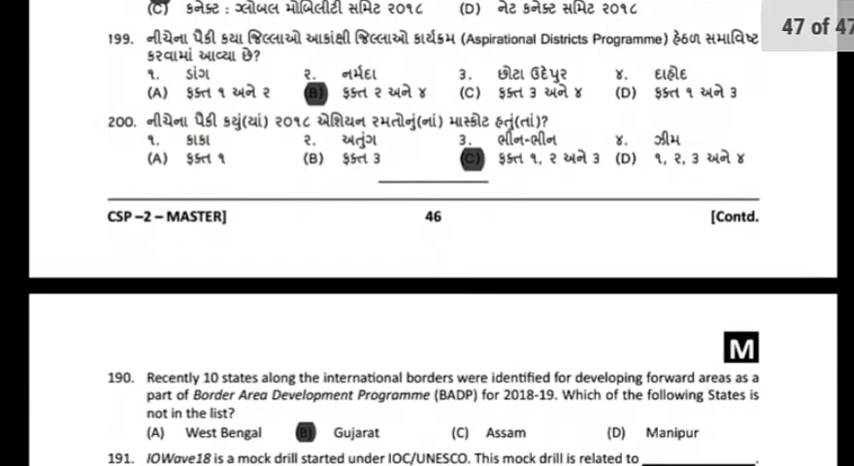 (C) કનેક્ટ : ગ્લોબલ મોબિલીટી સમિટ ૨૦૧૮ (D) નેટ કનેક્ટ સમિટ ૨૦૧૮
47 of 47
199. નીચેના પૈકી કયા જિલ્લાઓ આકાંક્ષી જિલ્લાઓ કાર્યક્રમ (Aspirational Districts Programme) હેઠળ સમાવિષ્ટ
કરવામાં આવ્યા છે?
૧. ડાંગ ૨. નર્મદા ૩. છોટા ઉદેપુર ૪. દાહોદ
(A) ફક્ત ૧ અને ૨ (B) ફક્ત ૨ અને ૪ (C) ફક્ત ૩ અને ૪ (D) ફક્ત ૧ અને ૩
200. નીચેના પૈકી કયું(યાં) ૨૦૧૮ એશિયન રમતોનું(નાં) માસ્કોટ હતું(તાં)?
૧. કાકા ૨. અતુંગ ૩. ભીન-ભીન ૪. ઝીમ
(A) ફક્ત ૧ (B) ફક્ત ૩ (C) ફક્ત ૧, ૨ અને ૩ (D) ૧, ૨, ૩ અને ૪
CSP –2 – MASTER] 46 [Contd.
M
190. Recently 10 states along the international borders were identified for developing forward areas as a
part of Border Area Development Programme (BADP) for 2018-19. Which of the following States is
not in the list?
(A) West Bengal (B) Gujarat (C) Assam (D) Manipur
191. IOWave18 is a mock drill started under IOC/UNESCO. This mock drill is related to ____________.